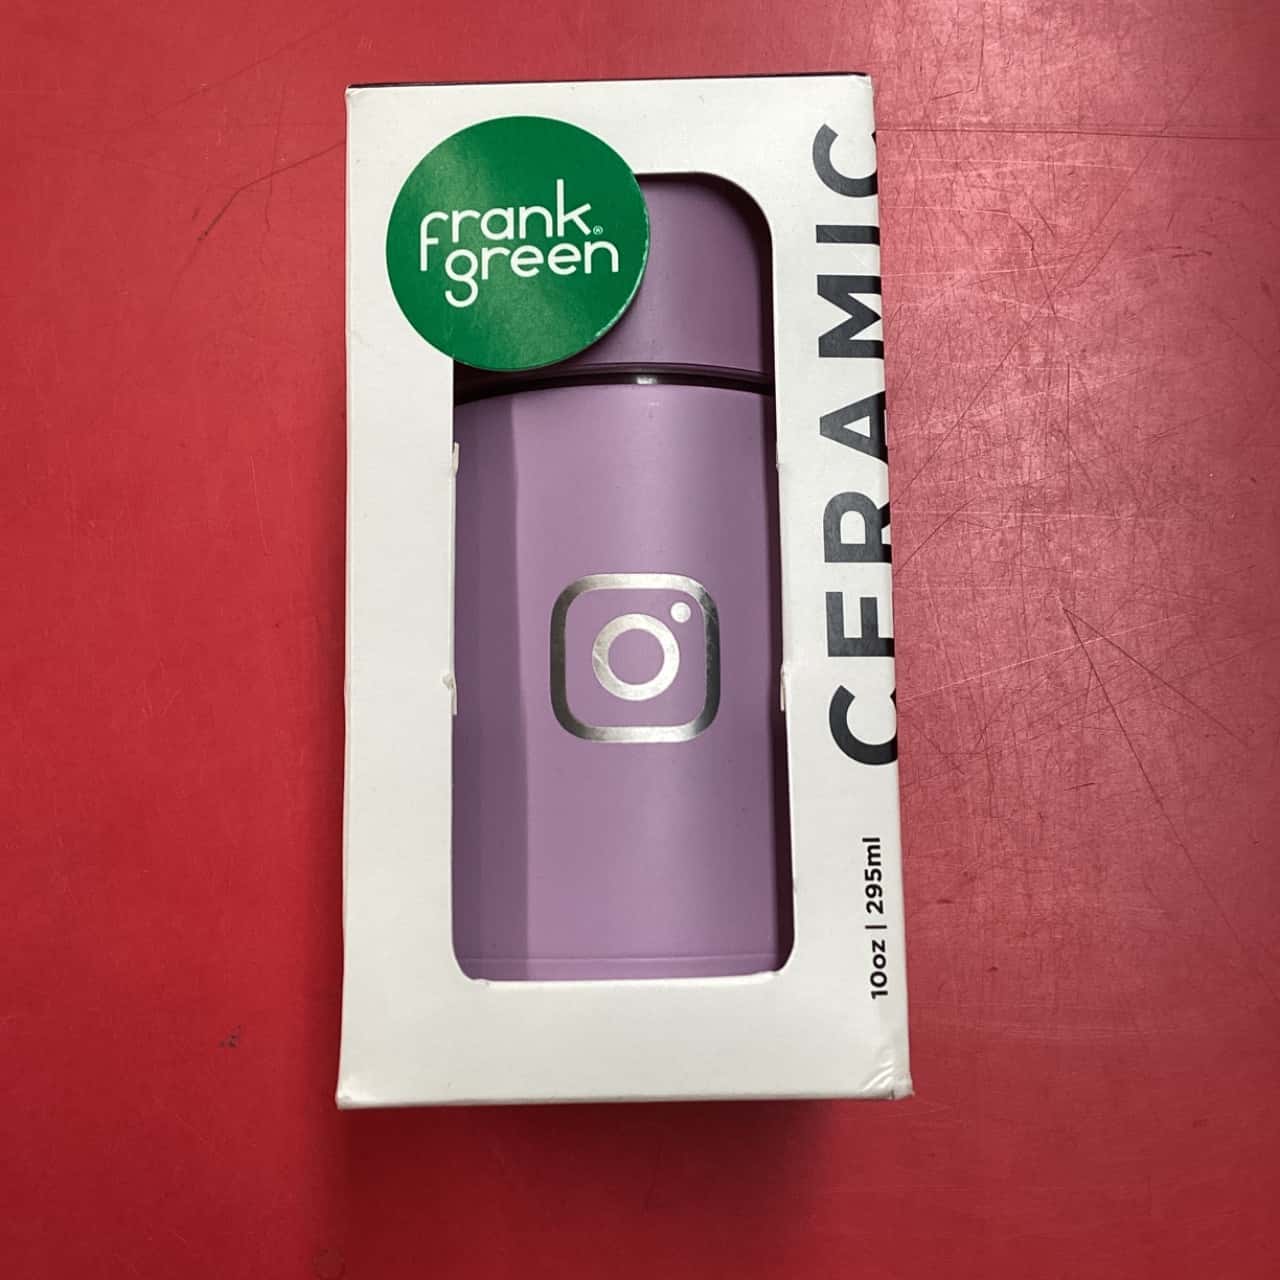 frank
green®
CERAMIC
10oz | 295ml